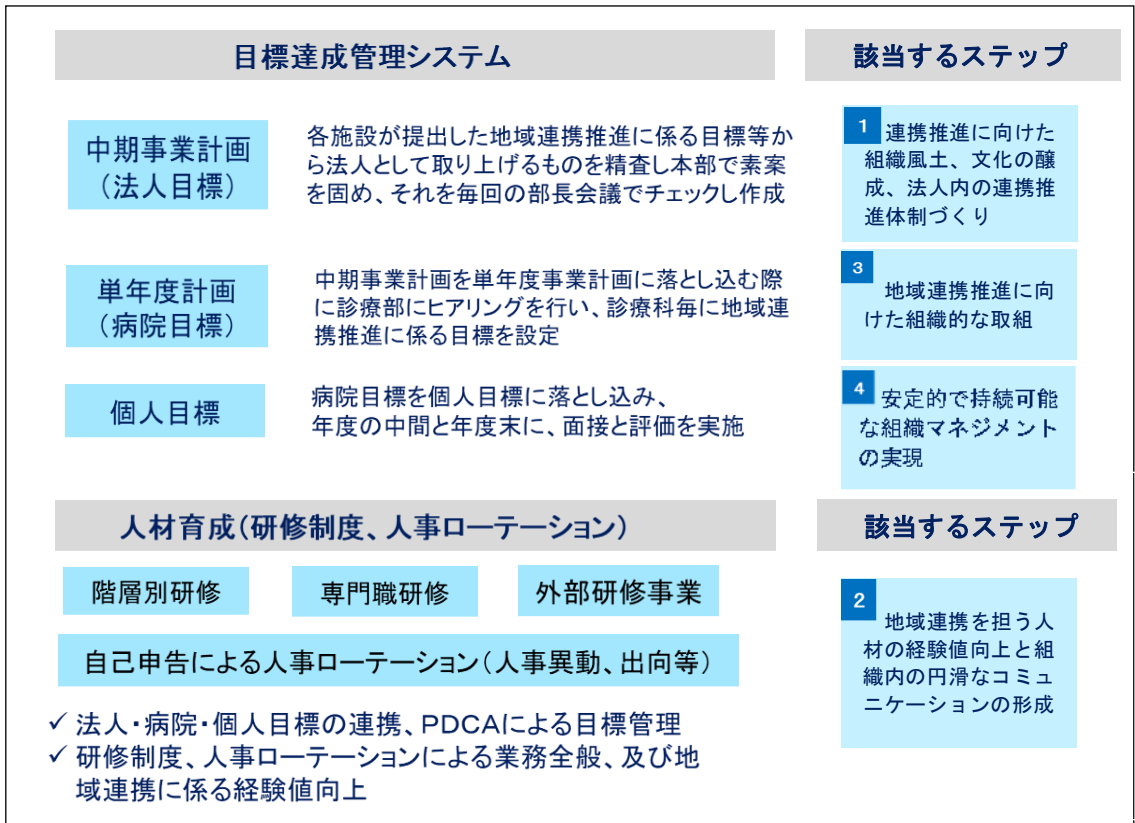 目標達成管理システム
該当するステップ
中期事業計画
（法人目標）
各施設が提出した地域連携推進に係る目標等か
ら法人として取り上げるものを精査し本部で素案
を固め、それを毎回の部長会議でチェックし作成
1 連携推進に向けた
組織風土、文化の醸
成、法人内の連携推
進体制づくり
単年度計画
（病院目標）
中期事業計画を単年度事業計画に落とし込む際
に診療部にヒアリングを行い、診療科毎に地域連
携推進に係る目標を設定
3 地域連携推進に向
けた組織的な取組
個人目標
病院目標を個人目標に落とし込み、
年度の中間と年度末に、面接と評価を実施
4 安定的で持続可能
な組織マネジメント
の実現
人材育成（研修制度、人事ローテーション）
該当するステップ
階層別研修
専門職研修
外部研修事業
自己申告による人事ローテーション（人事異動、出向等）
2 地域連携を担う人
材の経験値向上と組
織内の円滑なコミュ
ニケーションの形成
✓ 法人・病院・個人目標の連携、PDCAによる目標管理
✓ 研修制度、人事ローテーションによる業務全般、及び地
域連携に係る経験値向上